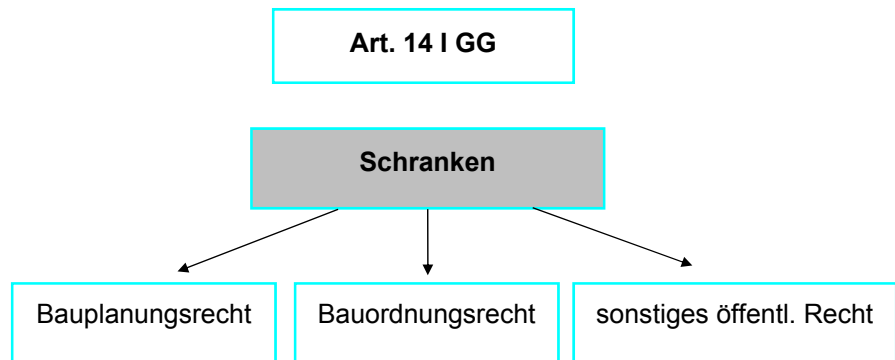 Art. 14 I GG
Schranken
Bauplanungsrecht
Bauordnungsrecht
sonstiges öffentl. Recht